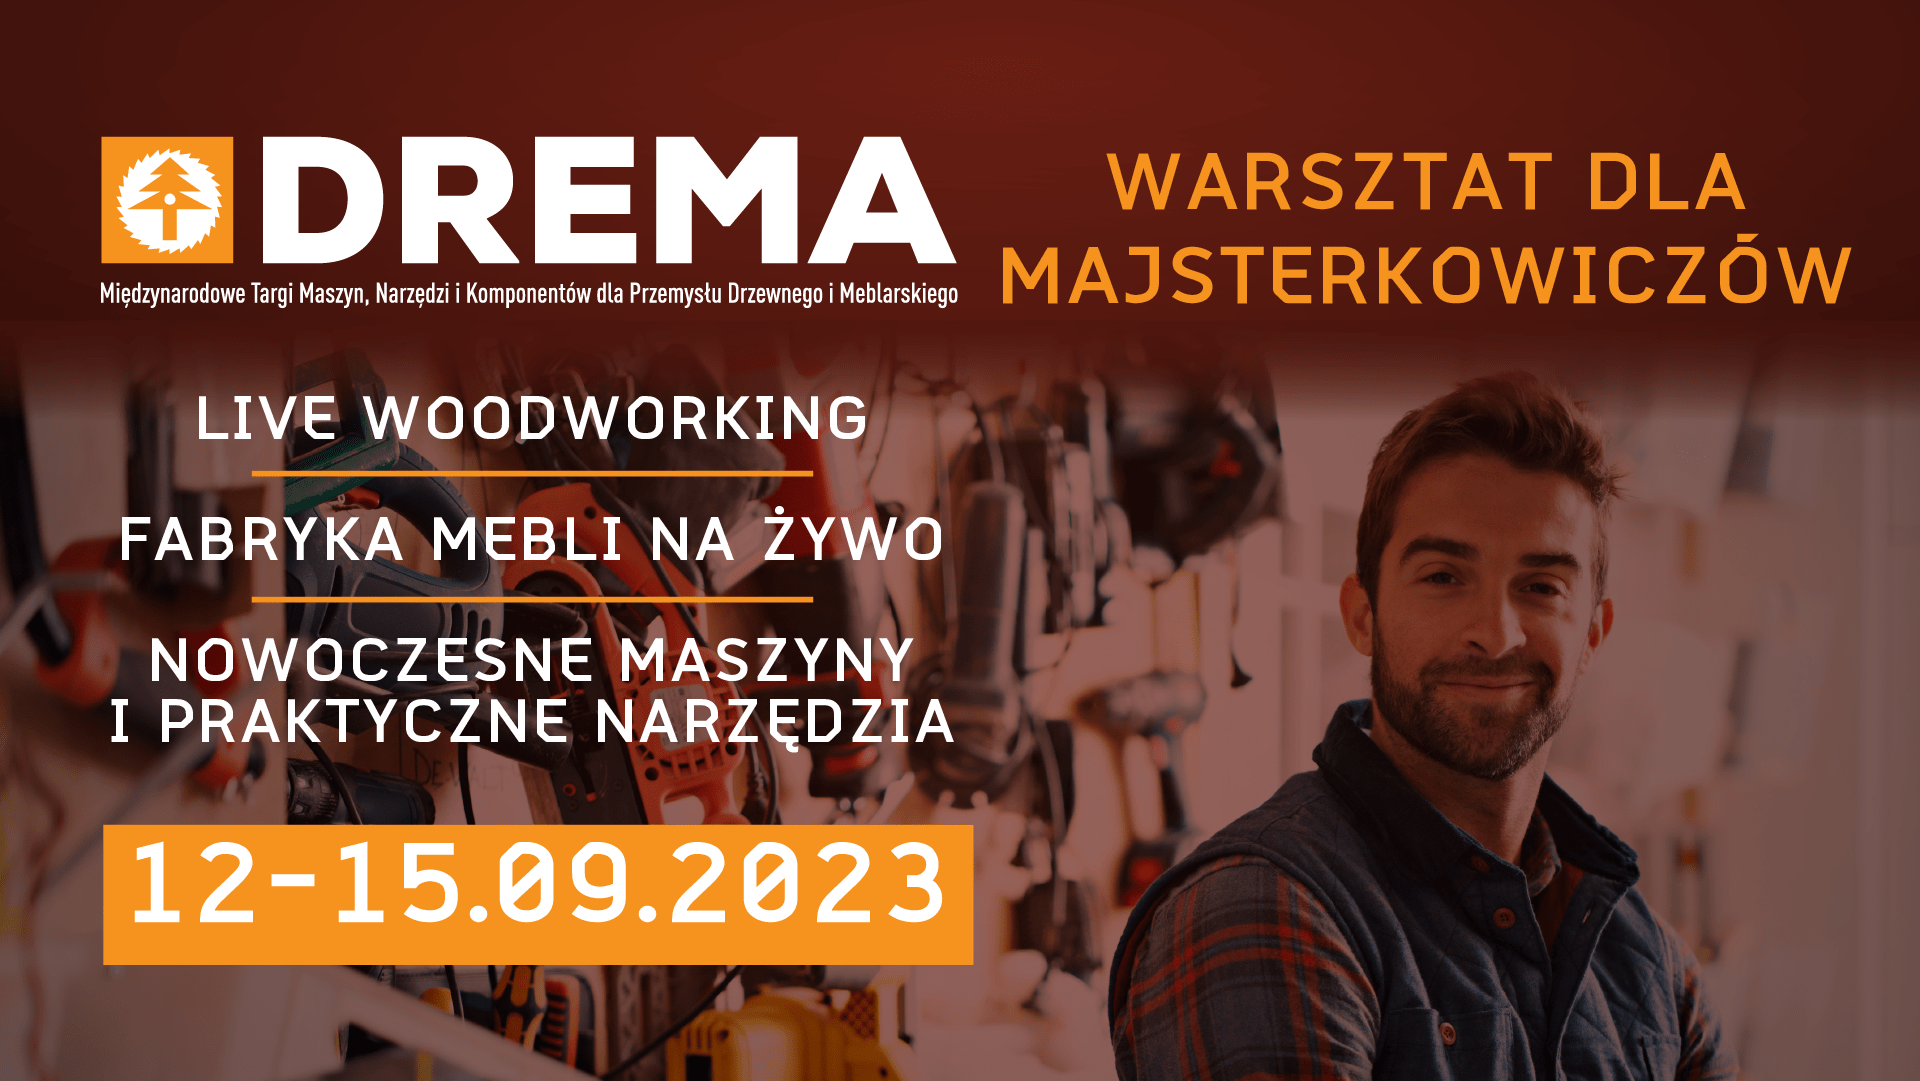 DREMA
Międzynarodowe Targi Maszyn, Narzędzi i Komponentów dla Przemysłu Drzewnego i Meblarskiego
WARSZTAT DLA
MAJSTERKOWICZÓW
LIVE WOODWORKING
FABRYKA MEBLI NA ŻYWO
NOWOCZESNE MASZYNY
I PRAKTYCZNE NARZĘDZIA
DEWALT
12-15.09.2023